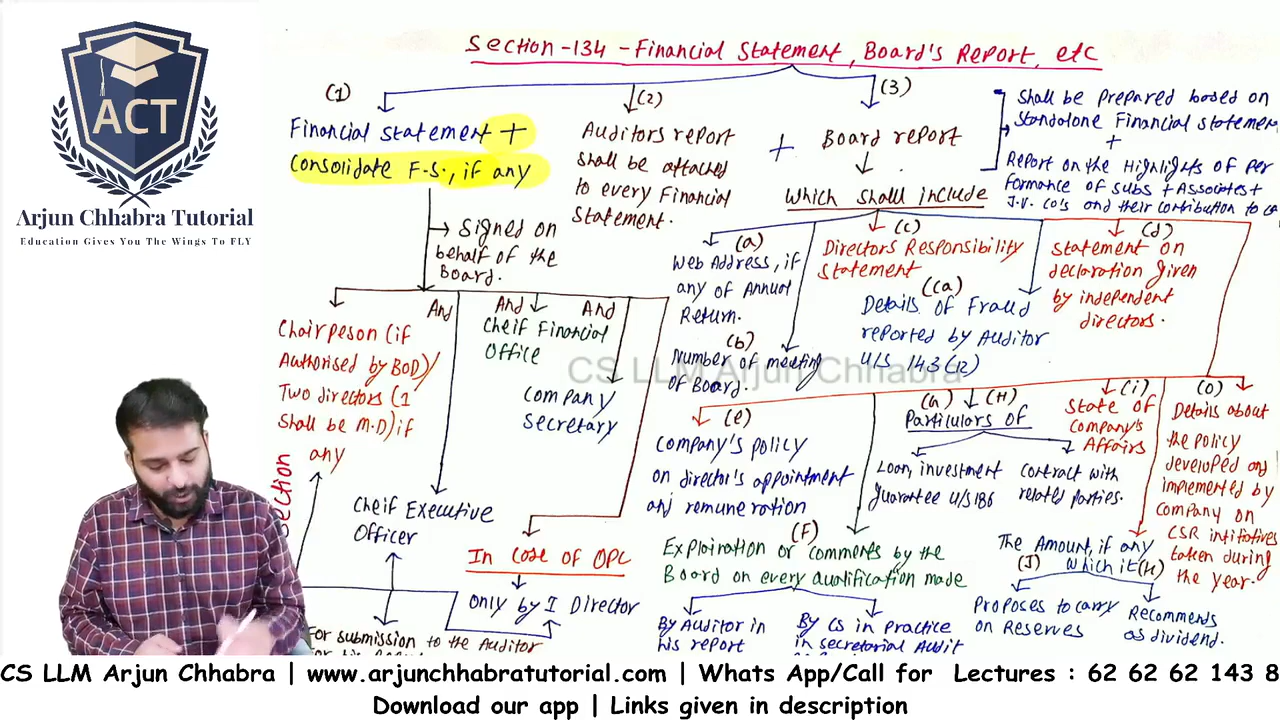 Section-134 - Financial Statement, Board's Report, etc
ACT
Arjun Chhabra Tutorial
Education Gives You The Wings To FLY
(1)
Financial statement +
Consolidate F.S., if any
→ Signed on
behalf of the
Board.
(2)
Auditors report
shall be attached
to every Financial
Statement.
+
(3)
Board report
Which shall include
Shall be prepared based on
standalone Financial statemen
+
Report on the Highlights of per
formance of subs + Associates +
J.V. Co's and their contribution to co
Chairpeson (if
Authorised by BOD)/
Two directors (1
Shall be M.D) if
any
And
Cheif Executive
Officer
And
Cheif Financial
Office
And
Company
Secretary
In case of OPC
only by 1 Director
Section
For submission to the Auditor
(a)
Web Address, if
any of Annual
Return.
(b)
Number of meeting
of Board.
(c)
Directors Responsibility
Statement
(ca)
Details of Fraud
reported by Auditor
U/S 143(12)
(d)
Statement on
declaration given
by independent
directors.
CS LLM Arjun Chhabra
(e)
Company's policy
on director's appointment
and remuneration
(F)
Explairation or comments by the
Board on every qualification made
By Auditor in
his report
By CS in Practice
in secretarial Audit
(G) (H)
Particulars of
Loan, investment
guarantee U/S 186
contract with
related parties.
(i)
State of
Company's
Affairs
The Amount, if any
which it
(J)
Proposes to carry
on Reserves
(K)
Recommends
as dividend.
(o)
Details about
the policy
developed and
implemented by
company on
CSR intitiatives
taken during
the year.
CS LLM Arjun Chhabra | www.arjunchhabratutorial.com | Whats App/Call for Lectures : 62 62 62 143 8
Download our app | Links given in description